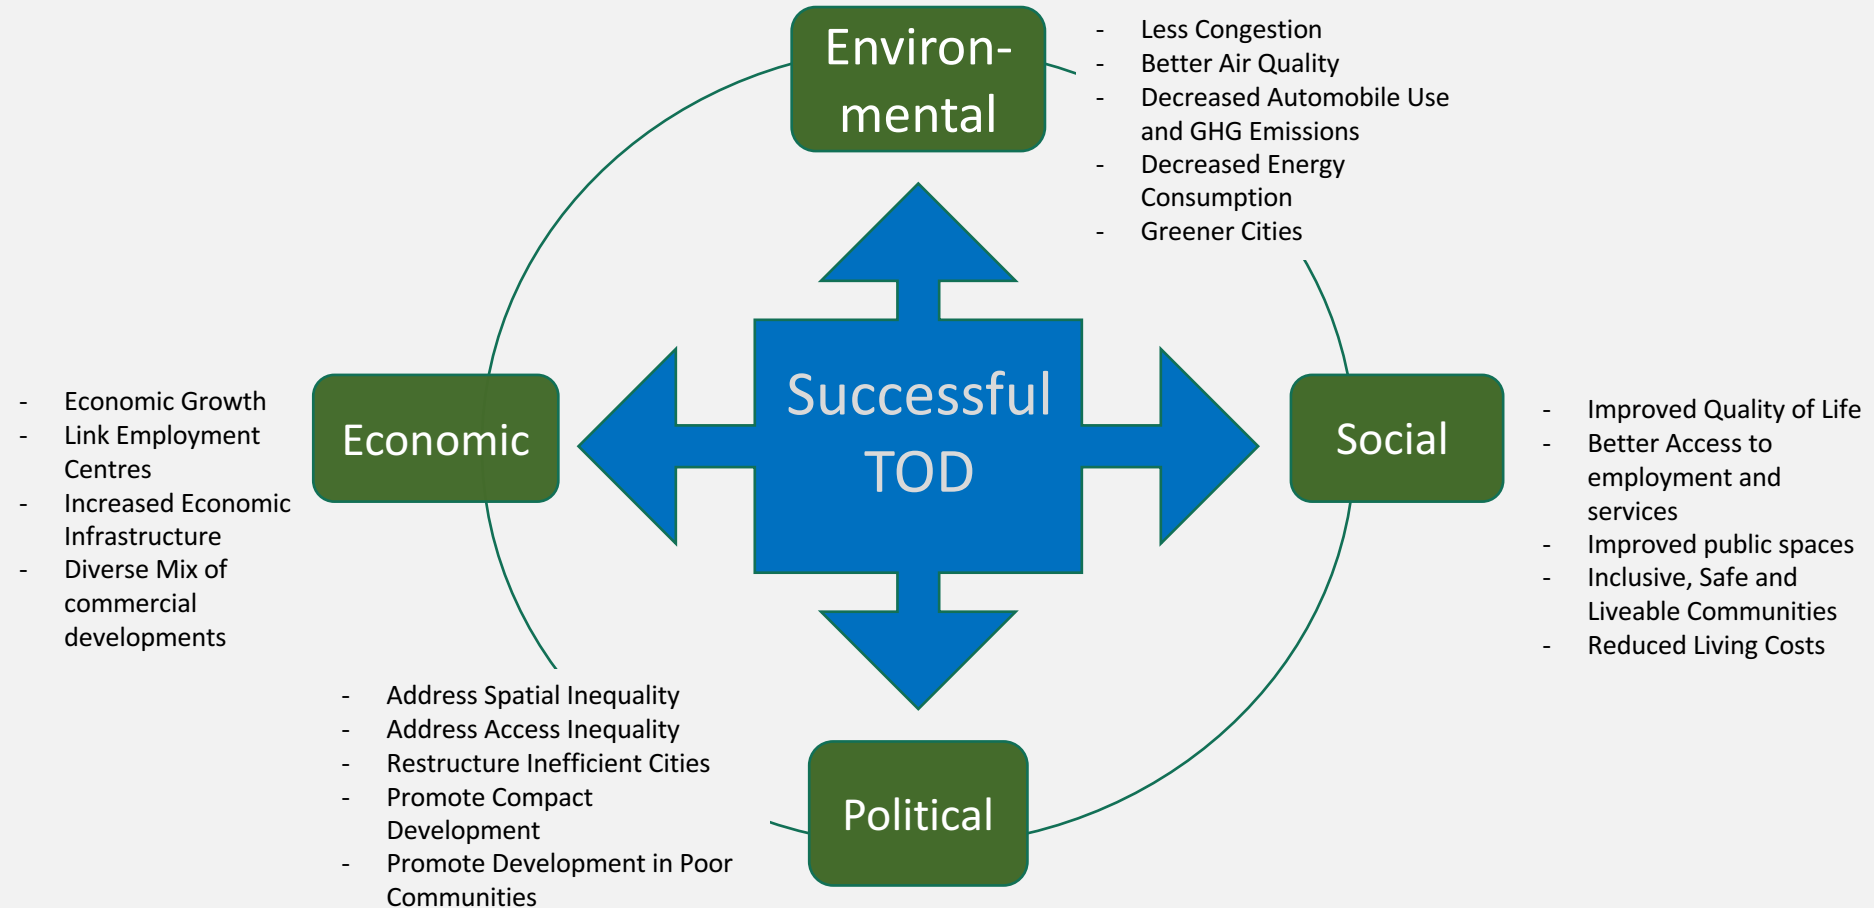 Environ-
mental
- Less Congestion
- Better Air Quality
- Decreased Automobile Use
and GHG Emissions
- Decreased Energy
Consumption
- Greener Cities
Successful
TOD
Economic
- Economic Growth
- Link Employment
Centres
- Increased Economic
Infrastructure
- Diverse Mix of
commercial
developments
Social
- Improved Quality of Life
- Better Access to
employment and
services
- Improved public spaces
- Inclusive, Safe and
Liveable Communities
- Reduced Living Costs
Political
- Address Spatial Inequality
- Address Access Inequality
- Restructure Inefficient Cities
- Promote Compact
Development
- Promote Development in Poor
Communities